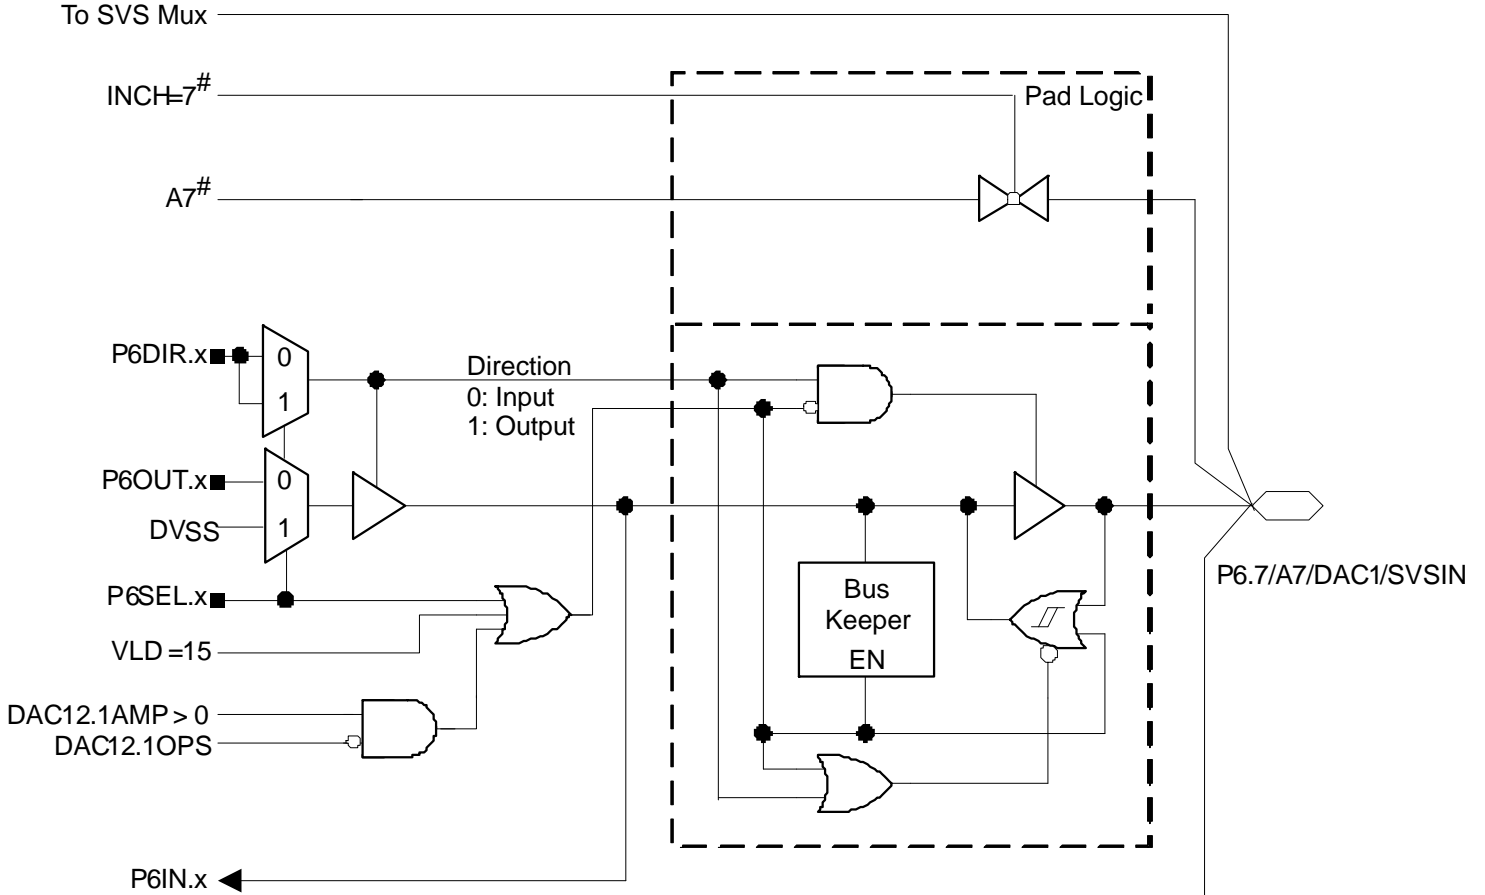 To SVS Mux
INCH=7#
Pad Logic
A7#
P6DIR.x
0
1
Direction
0: Input
1: Output
P6OUT.x
0
DVSS
1
P6SEL.x
VLD =15
Bus
Keeper
EN
P6.7/A7/DAC1/SVSIN
DAC12.1AMP > 0
DAC12.1OPS
P6IN.x